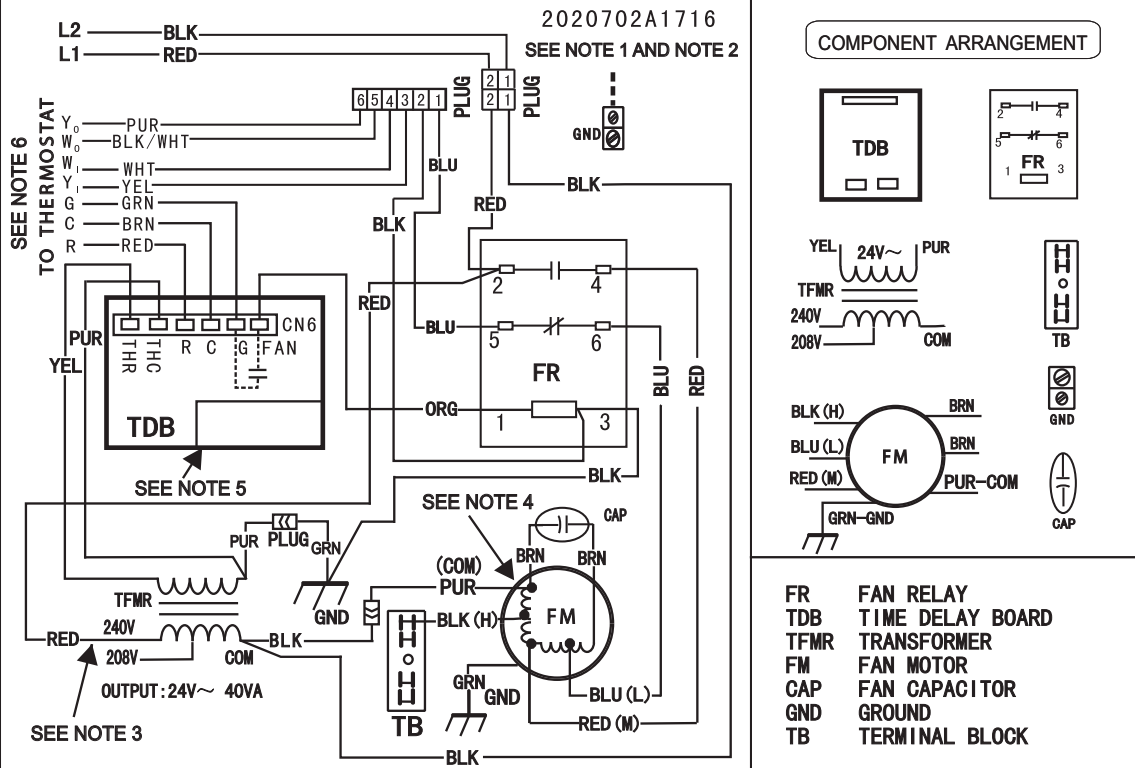 L2 BLK
L1 RED
2020702A1716
SEE NOTE 1 AND NOTE 2
2 1
2 1
PLUG
PLUG
6 5 4 3 2 1
GND
SEE NOTE 6
TO THERMOSTAT
Y0 PUR
W0 BLK/WHT
W1 WHT
Y1 YEL
G GRN
C BRN
R RED
BLU
BLK
RED
BLK
RED
2 4
BLU
5 6
FR
BLU
RED
ORG
1 3
BLK
PUR
YEL
CN6
THR THC R C G FAN
TDB
SEE NOTE 5
SEE NOTE 4
PUR PLUG GRN
GND
TFMR
RED 240V
208V COM
BLK
OUTPUT:24V～ 40VA
SEE NOTE 3
CAP
BRN BRN
(COM)
PUR
BLK(H)
FM
TB
GRN GND
BLU(L)
RED(M)
BLK
COMPONENT ARRANGEMENT
TDB
2 4
5 6
FR
1 3
YEL 24V～ PUR
TFMR
240V
208V COM
TB
GND
BLK(H) BRN
BLU(L) BRN
FM
RED(M) PUR-COM
GRN-GND
CAP
FR FAN RELAY
TDB TIME DELAY BOARD
TFMR TRANSFORMER
FM FAN MOTOR
CAP FAN CAPACITOR
GND GROUND
TB TERMINAL BLOCK